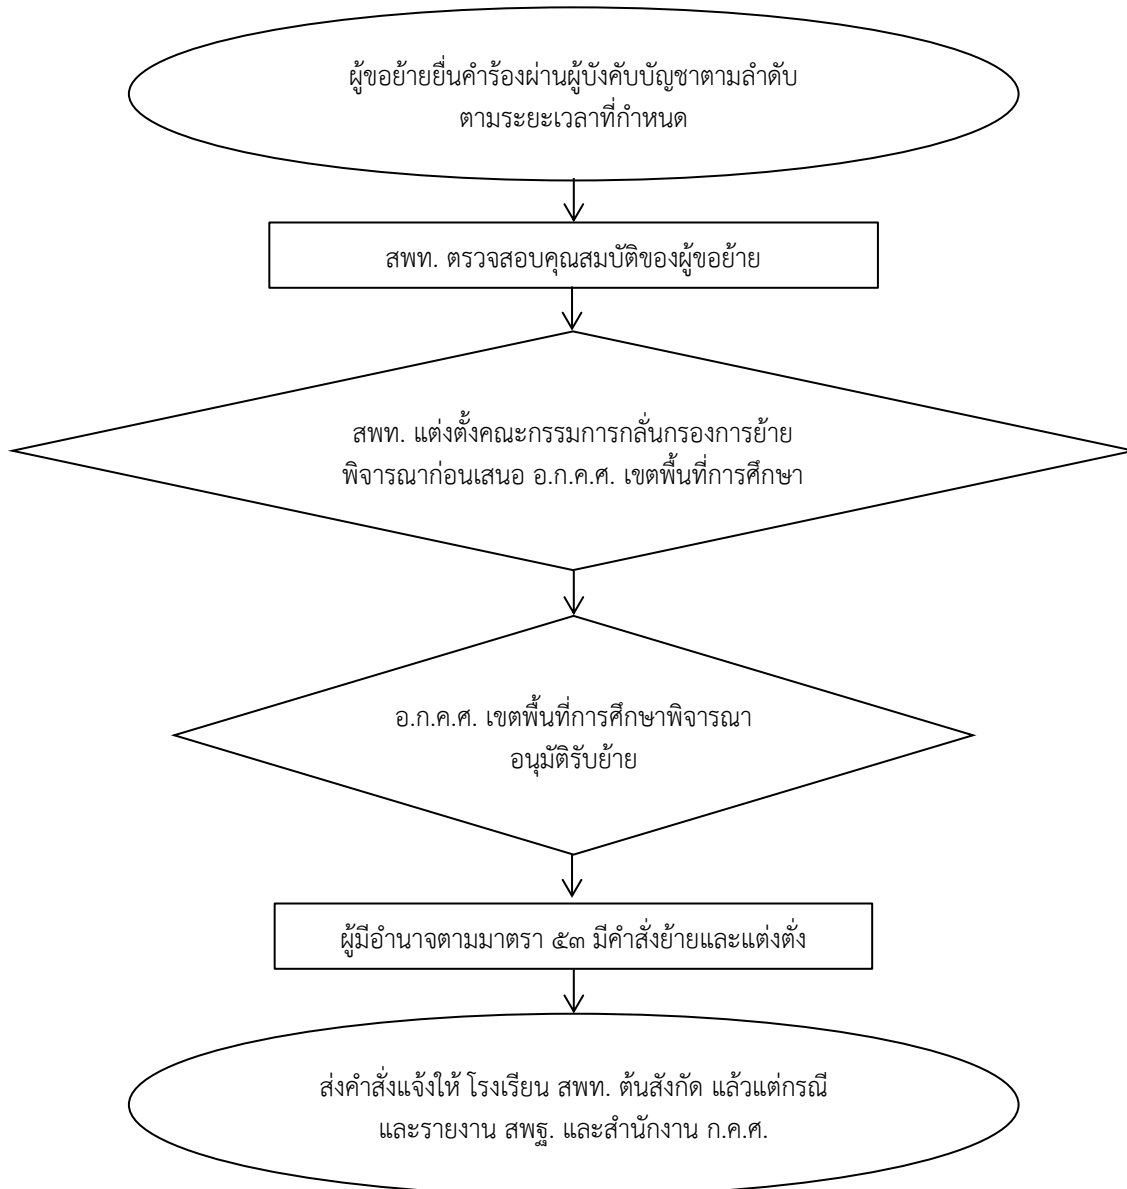 ผู้ขอย้ายยื่นคำร้องผ่านผู้บังคับบัญชาตามลำดับ
ตามระยะเวลาที่กำหนด
สพท. ตรวจสอบคุณสมบัติของผู้ขอย้าย
สพท. แต่งตั้งคณะกรรมการกลั่นกรองการย้าย
พิจารณาก่อนเสนอ อ.ก.ค.ศ. เขตพื้นที่การศึกษา
อ.ก.ค.ศ. เขตพื้นที่การศึกษาพิจารณา
อนุมัติรับย้าย
ผู้มีอำนาจตามมาตรา ๕๓ มีคำสั่งย้ายและแต่งตั่ง
ส่งคำสั่งแจ้งให้ โรงเรียน สพท. ต้นสังกัด แล้วแต่กรณี
และรายงาน สพฐ. และสำนักงาน ก.ค.ศ.